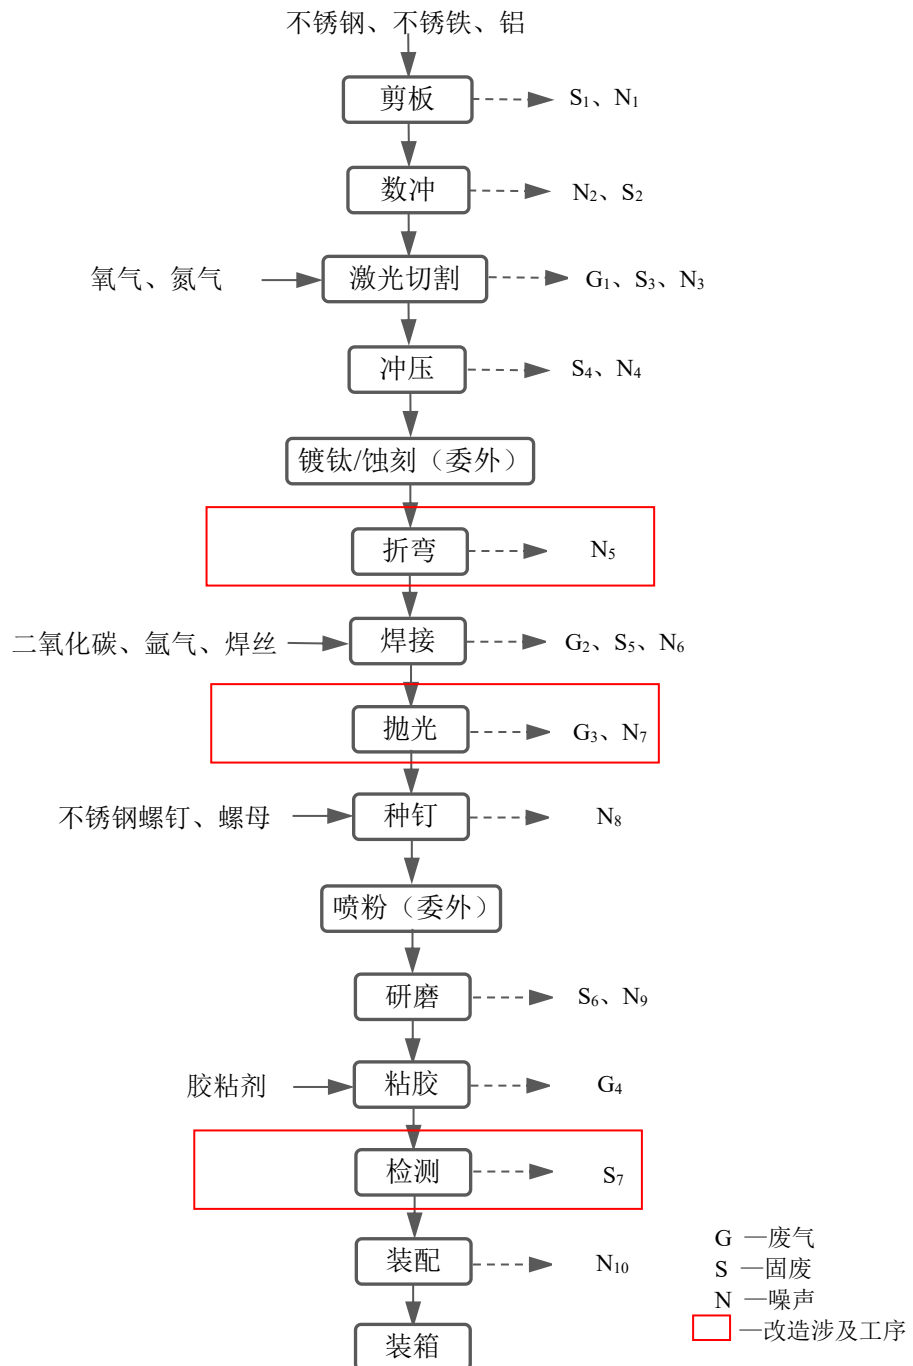 不锈钢、不锈铁、铝
剪板
S₁、N₁
数冲
N₂、S₂
氧气、氮气
激光切割
G₁、S₃、N₃
冲压
S₄、N₄
镀钛/蚀刻（委外）
折弯
N₅
二氧化碳、氩气、焊丝
焊接
G₂、S₅、N₆
抛光
G₃、N₇
不锈钢螺钉、螺母
种钉
N₈
喷粉（委外）
研磨
S₆、N₉
胶粘剂
粘胶
G₄
检测
S₇
装配
N₁₀
装箱
G —废气
S —固废
N —噪声
—改造涉及工序